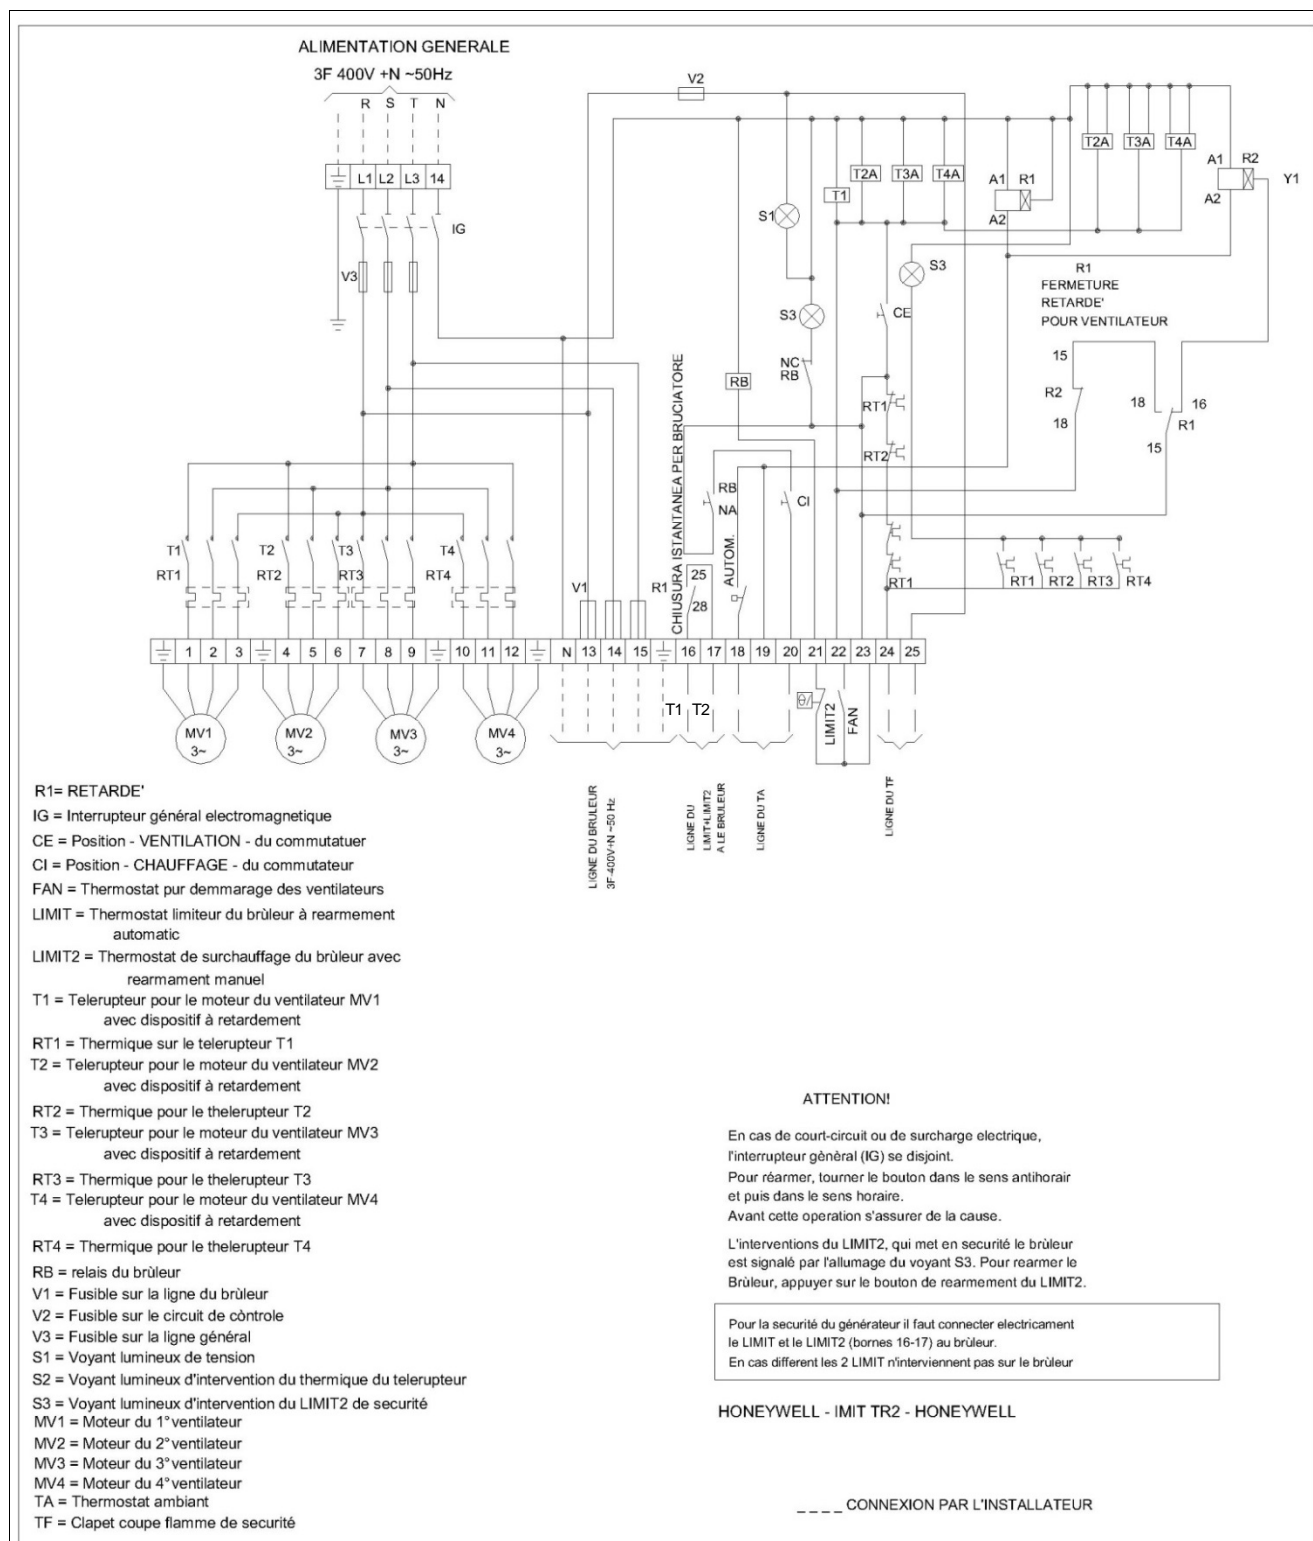 ALIMENTATION GENERALE
3F 400V +N ~50Hz
R S T N
L1 L2 L3 14
IG
V3
V2
S1
S3
NC
RB
RB
T1
T2A T3A T4A
CE
S3
A1 R1
A2
T2A T3A T4A
A1 R2
A2
Y1
R1
FERMETURE
RETARDE'
POUR VENTILATEUR
15
R2
18
18 16
R1
15
RT1
RT2
RT1
RT1 RT2 RT3 RT4
CHIUSURA ISTANTANEA PER BRUCIATORE
RB
NA
CI
AUTOM.
R1
25
28
V1
T1 T2 T3 T4
RT1 RT2 RT3 RT4
1 2 3 4 5 6 7 8 9 10 11 12 N 13 14 15 16 17 18 19 20 21 22 23 24 25
MV1
3~
MV2
3~
MV3
3~
MV4
3~
T1 T2
θ/
LIMIT2
FAN
LIGNE DU BRULEUR
3F-400V+N ~50 Hz
LIGNE DU
LIMIT+LIMIT2
A LE BRULEUR
LIGNE DU TA
LIGNE DU TF
R1= RETARDE'
IG = Interrupteur général electromagnetique
CE = Position - VENTILATION - du commutatuer
CI = Position - CHAUFFAGE - du commutateur
FAN = Thermostat pur demmarage des ventilateurs
LIMIT = Thermostat limiteur du brùleur à rearmement
automatic
LIMIT2 = Thermostat de surchauffage du brùleur avec
rearmament manuel
T1 = Telerupteur pour le moteur du ventilateur MV1
avec dispositif à retardement
RT1 = Thermique sur le telerupteur T1
T2 = Telerupteur pour le moteur du ventilateur MV2
avec dispositif à retardement
RT2 = Thermique pour le thelerupteur T2
T3 = Telerupteur pour le moteur du ventilateur MV3
avec dispositif à retardement
RT3 = Thermique pour le thelerupteur T3
T4 = Telerupteur pour le moteur du ventilateur MV4
avec dispositif à retardement
RT4 = Thermique pour le thelerupteur T4
RB = relais du brùleur
V1 = Fusible sur la ligne du brùleur
V2 = Fusible sur le circuit de còntrole
V3 = Fusible sur la ligne général
S1 = Voyant lumineux de tension
S2 = Voyant lumineux d'intervention du thermique du telerupteur
S3 = Voyant lumineux d'intervention du LIMIT2 de securité
MV1 = Moteur du 1° ventilateur
MV2 = Moteur du 2° ventilateur
MV3 = Moteur du 3° ventilateur
MV4 = Moteur du 4° ventilateur
TA = Thermostat ambiant
TF = Clapet coupe flamme de securité
ATTENTION!
En cas de court-circuit ou de surcharge electrique,
l'interrupteur gènèral (IG) se disjoint.
Pour réarmer, tourner le bouton dans le sens antihorair
et puis dans le sens horaire.
Avant cette operation s'assurer de la cause.
L'interventions du LIMIT2, qui met en securité le brùleur
est signalé par l'allumage du voyant S3. Pour rearmer le
Brùleur, appuyer sur le bouton de rearmement du LIMIT2.
Pour la securité du générateur il faut connecter electricament
le LIMIT et le LIMIT2 (bornes 16-17) au brùleur.
En cas different les 2 LIMIT n'interviennent pas sur le brùleur
HONEYWELL - IMIT TR2 - HONEYWELL
_ _ _ _ CONNEXION PAR L'INSTALLATEUR